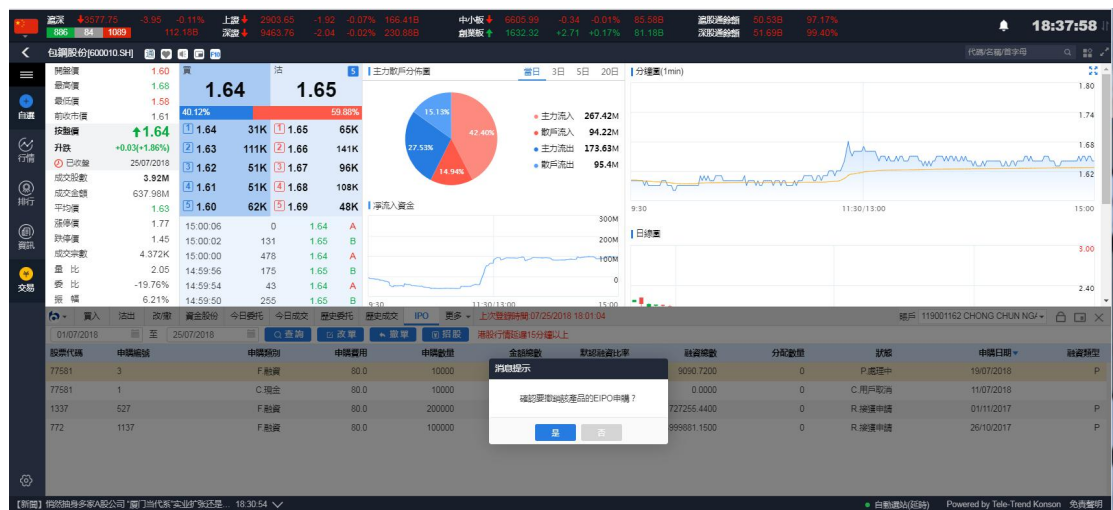 滬深 3577.75 -3.95 -0.11% 上證 2903.65 -1.92 -0.07% 166.41B 中小板 6605.99 -0.34 -0.01% 85.58B 滬股通餘額 50.53B 97.17%
886 84 1089 112.18B 深證 9463.76 -2.04 -0.02% 230.88B 創業板 1632.32 +2.71 +0.17% 81.18B 深股通餘額 51.69B 99.40%
18:37:58
包鋼股份[600010.SH] F10
代碼/名稱/首字母
自選
行情
排行
資訊
交易
開盤價 1.60
最高價 1.68
最低價 1.58
前收市價 1.61
按盤價 1.64
升跌 +0.03(+1.86%)
已收盤 25/07/2018
成交股數 3.92M
成交金額 637.98M
平均價 1.63
漲停價 1.77
跌停價 1.45
成交宗數 4.372K
量 比 2.05
委 比 -19.76%
振 幅 6.21%
買 沽 5
1.64 1.65
40.12% 59.88%
1 1.64 31K 1 1.65 65K
2 1.63 111K 2 1.66 141K
3 1.62 51K 3 1.67 96K
4 1.61 51K 4 1.68 108K
5 1.60 62K 5 1.69 48K
15:00:06 0 1.64 A
15:00:02 131 1.65 B
15:00:00 478 1.64 A
14:59:56 175 1.65 B
14:59:54 43 1.64 A
14:59:50 255 1.65 B
主力散戶分佈圖 當日 3日 5日 20日
15.13%
42.40%
27.53%
14.94%
主力流入 267.42M
散戶流入 94.22M
主力流出 173.63M
散戶流出 95.4M
淨流入資金
300M
200M
100M
0
9:30 11:30/13:00 15:00
分鐘圖(1min)
1.80
1.74
1.68
1.62
9:30 11:30/13:00 15:00
日線圖
3.00
2.40
買入 沽出 改/撤 資金股份 今日委托 今日成交 歷史委托 歷史成交 IPO 更多 上次登錄時間:07/25/2018 18:01:04
賬戶 119001162 CHONG CHUN NG/
01/07/2018 至 25/07/2018 查詢 改單 撤單 招股 港股行情延遲15分鐘以上
股票代碼 申購編號 申購類別 申購費用 申購數量 金額總數 默認融資比率 融資總數 分配數量 狀態 申購日期 融資類型
77581 3 F.融資 80.0 10000 9090.7200 0 P.處理中 19/07/2018 P
77581 1 C.現金 80.0 10000 0.0000 0 C.用戶取消 11/07/2018
1337 527 F.融資 80.0 200000 727256.4400 0 R.接獲申請 01/11/2017 P
772 1137 F.融資 80.0 100000 999881.1500 0 R.接獲申請 26/10/2017 P
消息提示
確認要撤銷該產品的EIPO申購？
是 否
【新聞】悄然抽身多家A股公司 "廈门当代系"实业扩张还是... 18:30:54
自動選站(延時) Powered by Tele-Trend Konson 免責聲明